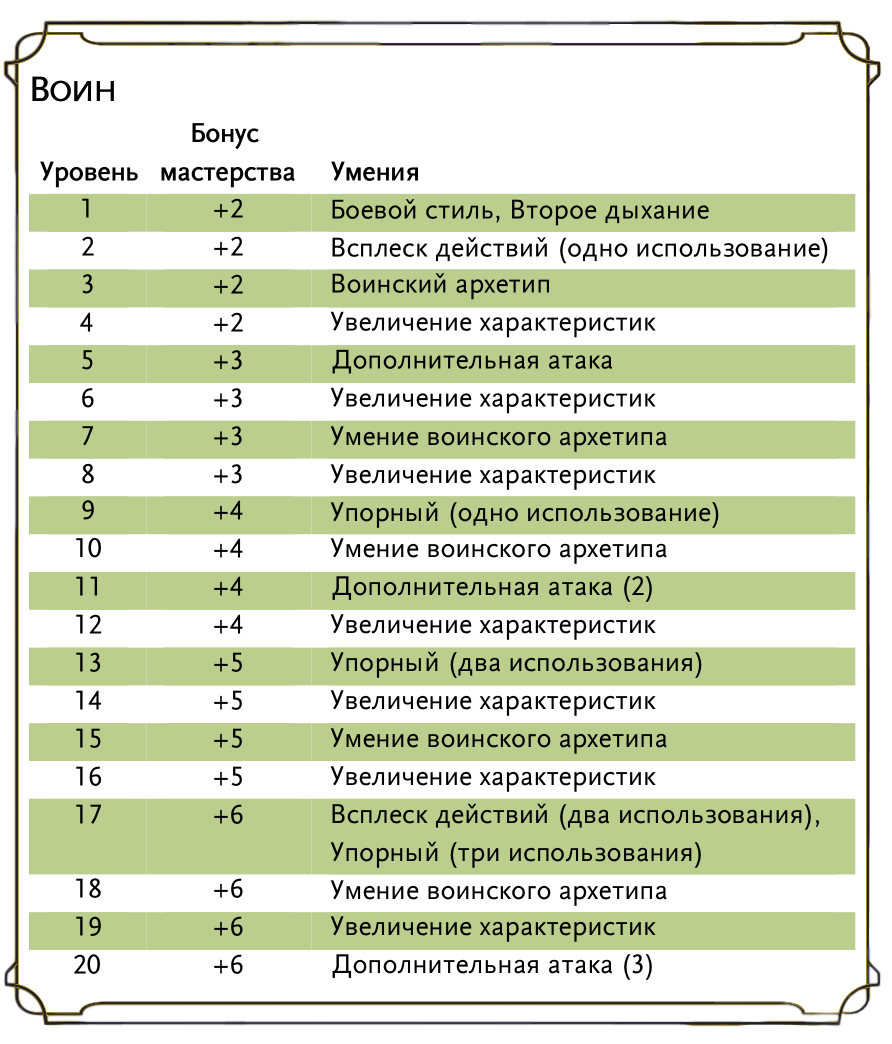 Воин
Бонус
Уровень мастерства Умения
1 +2 Боевой стиль, Второе дыхание
2 +2 Всплеск действий (одно использование)
3 +2 Воинский архетип
4 +2 Увеличение характеристик
5 +3 Дополнительная атака
6 +3 Увеличение характеристик
7 +3 Умение воинского архетипа
8 +3 Увеличение характеристик
9 +4 Упорный (одно использование)
10 +4 Умение воинского архетипа
11 +4 Дополнительная атака (2)
12 +4 Увеличение характеристик
13 +5 Упорный (два использования)
14 +5 Увеличение характеристик
15 +5 Умение воинского архетипа
16 +5 Увеличение характеристик
17 +6 Всплеск действий (два использования),
Упорный (три использования)
18 +6 Умение воинского архетипа
19 +6 Увеличение характеристик
20 +6 Дополнительная атака (3)